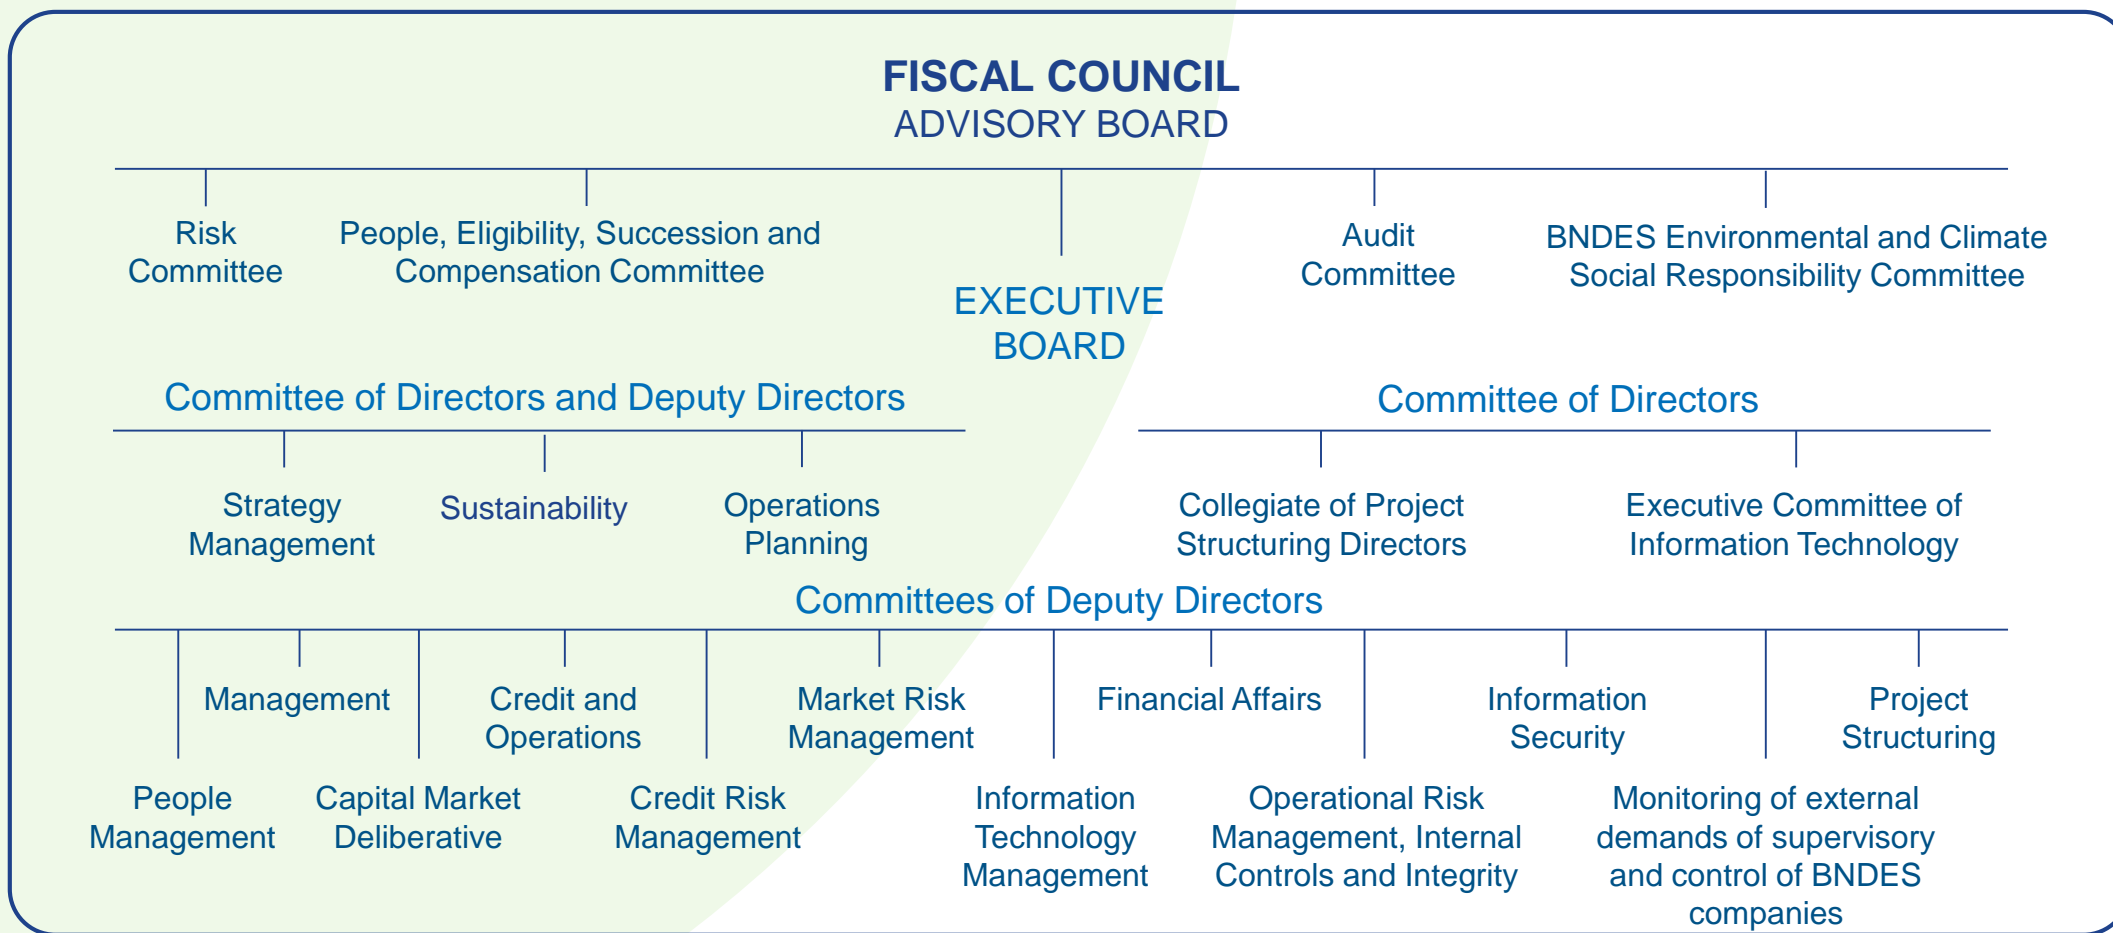 FISCAL COUNCIL
ADVISORY BOARD
Risk
Committee
People, Eligibility, Succession and
Compensation Committee
EXECUTIVE
BOARD
Audit
Committee
BNDES Environmental and Climate
Social Responsibility Committee
Committee of Directors and Deputy Directors
Strategy
Management
Sustainability
Operations
Planning
Committee of Directors
Collegiate of Project
Structuring Directors
Executive Committee of
Information Technology
Committees of Deputy Directors
People
Management
Management
Capital Market
Deliberative
Credit and
Operations
Credit Risk
Management
Market Risk
Management
Information
Technology
Management
Financial Affairs
Operational Risk
Management, Internal
Controls and Integrity
Information
Security
Monitoring of external
demands of supervisory
and control of BNDES
companies
Project
Structuring